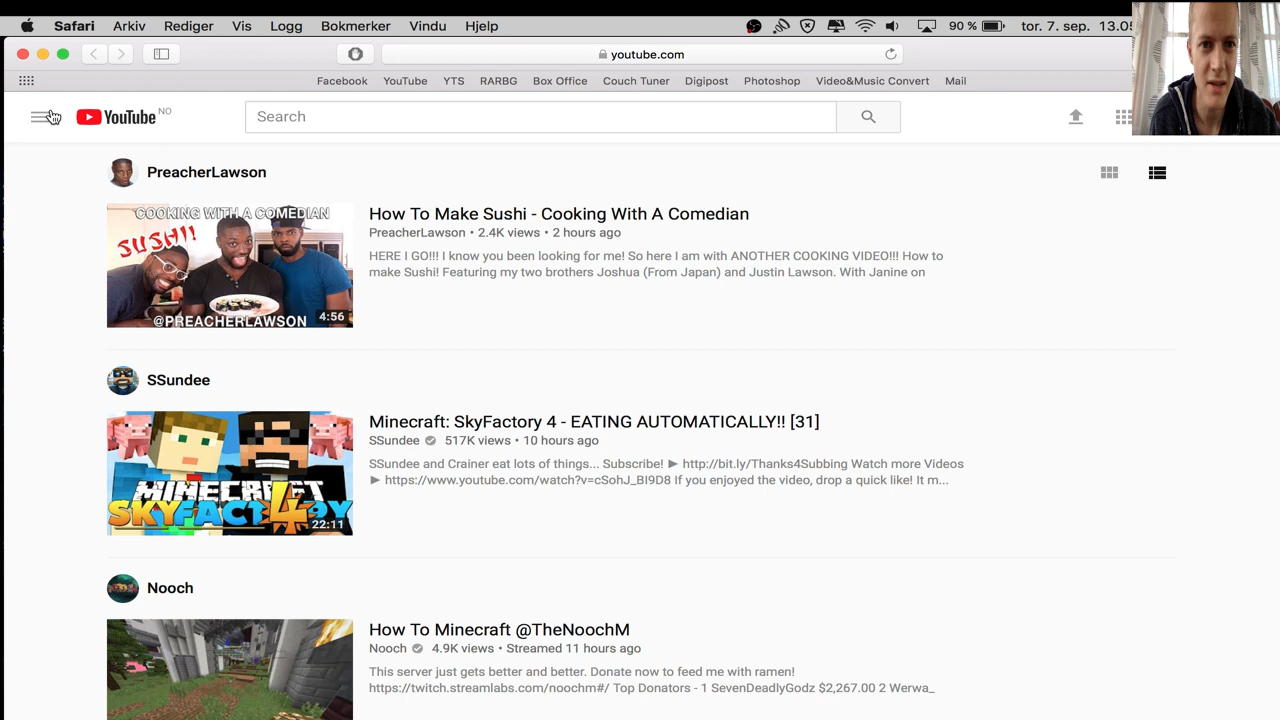 Safari Arkiv Rediger Vis Logg Bokmerker Vindu Hjelp 90 % tor. 7. sep. 13.05
youtube.com
Facebook YouTube YTS RARBG Box Office Couch Tuner Digipost Photoshop Video&Music Convert Mail
YouTube NO Search
PreacherLawson
COOKING WITH A COMEDIAN
SUSHI!
@PREACHERLAWSON
4:56
How To Make Sushi - Cooking With A Comedian
PreacherLawson • 2.4K views • 2 hours ago
HERE I GO!!! I know you been looking for me! So here I am with ANOTHER COOKING VIDEO!!! How to
make Sushi! Featuring my two brothers Joshua (From Japan) and Justin Lawson. With Janine on
SSundee
MINECRAFT
SKYFACTORY
4
22:11
Minecraft: SkyFactory 4 - EATING AUTOMATICALLY!! [31]
SSundee 517K views • 10 hours ago
SSundee and Crainer eat lots of things... Subscribe! ► http://bit.ly/Thanks4Subbing Watch more Videos
► https://www.youtube.com/watch?v=cSohJ_BI9D8 If you enjoyed the video, drop a quick like! It m...
Nooch
How To Minecraft @TheNoochM
Nooch 4.9K views • Streamed 11 hours ago
This server just gets better and better. Donate now to feed me with ramen!
https://twitch.streamlabs.com/noochm#/ Top Donators - 1 SevenDeadlyGodz $2,267.00 2 Werwa_